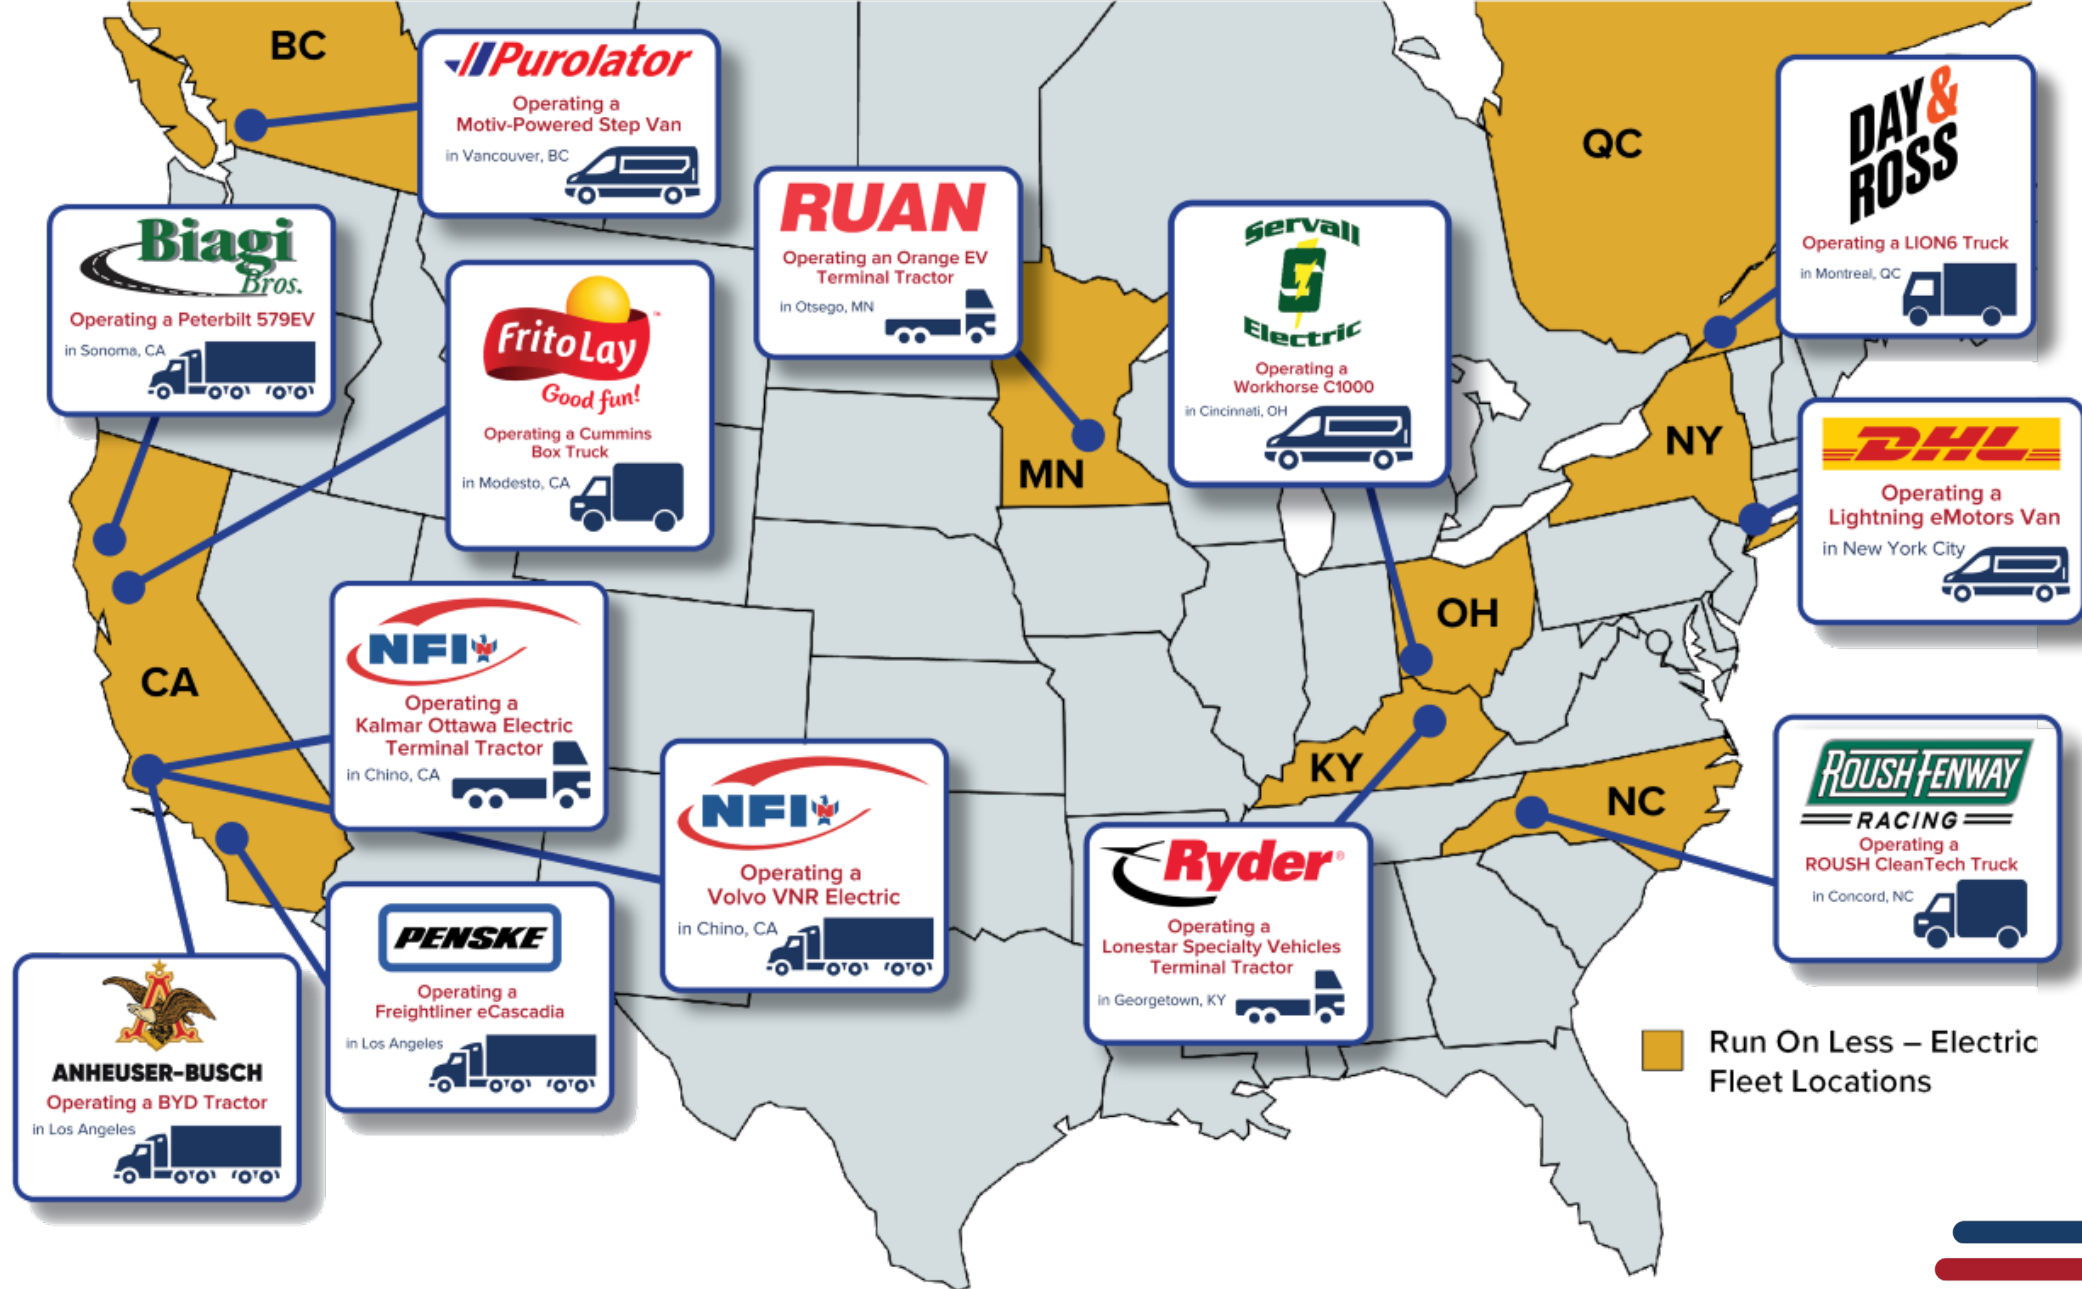 BC
Purolator
Operating a
Motiv-Powered Step Van
in Vancouver, BC
QC
DAY &
ROSS
Operating a LION6 Truck
in Montreal, QC
RUAN
Operating an Orange EV
Terminal Tractor
in Otsego, MN
Servall
Electric
Operating a
Workhorse C1000
in Cincinnati, OH
Biagi
Bros.
Operating a Peterbilt 579EV
in Sonoma, CA
Frito Lay
™
Good fun!
Operating a Cummins
Box Truck
in Modesto, CA
MN
NY
DHL
Operating a
Lightning eMotors Van
in New York City
OH
CA
NFI
N
Operating a
Kalmar Ottawa Electric
Terminal Tractor
in Chino, CA
NFI
N
Operating a
Volvo VNR Electric
in Chino, CA
KY
NC
ROUSH FENWAY
RACING
Operating a
ROUSH CleanTech Truck
in Concord, NC
Ryder®
Operating a
Lonestar Specialty Vehicles
Terminal Tractor
in Georgetown, KY
PENSKE
Operating a
Freightliner eCascadia
in Los Angeles
A
ANHEUSER-BUSCH
Operating a BYD Tractor
in Los Angeles
Run On Less – Electric
Fleet Locations